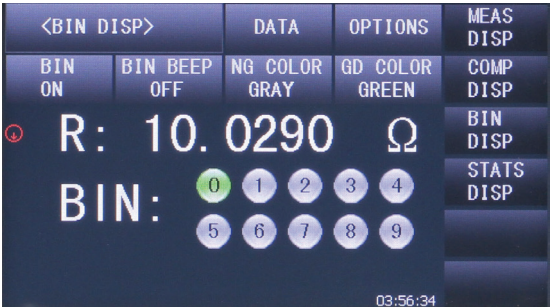 <BIN DISP>
DATA
OPTIONS
MEAS
DISP
BIN
ON
BIN BEEP
OFF
NG COLOR
GRAY
GD COLOR
GREEN
COMP
DISP
R: 10.0290 Ω
BIN
DISP
BIN:
0 1 2 3 4
5 6 7 8 9
STATS
DISP
03:56:34